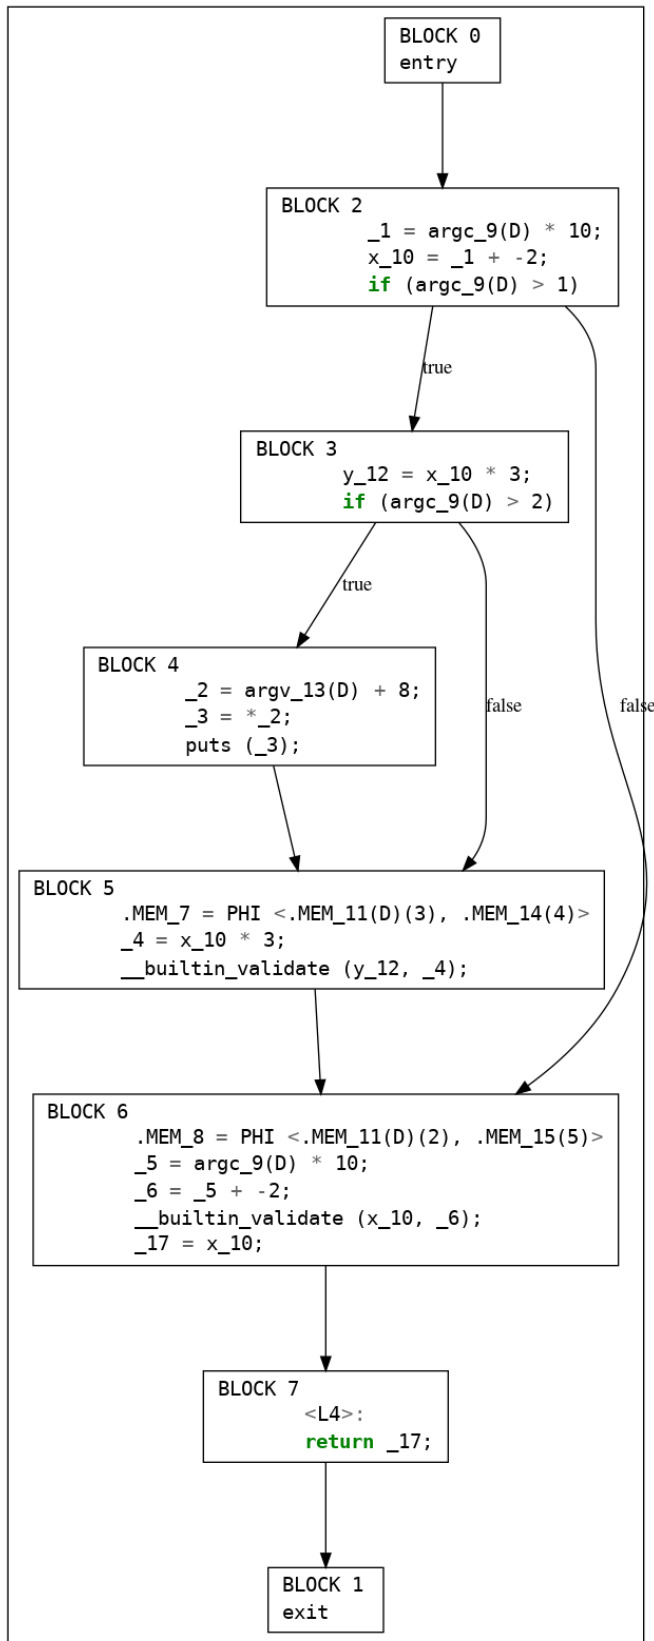 BLOCK 0
entry
BLOCK 2
_1 = argc_9(D) * 10;
x_10 = _1 + -2;
if (argc_9(D) > 1)
true
BLOCK 3
y_12 = x_10 * 3;
if (argc_9(D) > 2)
true
BLOCK 4
_2 = argv_13(D) + 8;
_3 = *_2;
puts (_3);
false
false
BLOCK 5
.MEM_7 = PHI <.MEM_11(D)(3), .MEM_14(4)>
_4 = x_10 * 3;
__builtin_validate (y_12, _4);
BLOCK 6
.MEM_8 = PHI <.MEM_11(D)(2), .MEM_15(5)>
_5 = argc_9(D) * 10;
_6 = _5 + -2;
__builtin_validate (x_10, _6);
_17 = x_10;
BLOCK 7
<L4>:
return _17;
BLOCK 1
exit